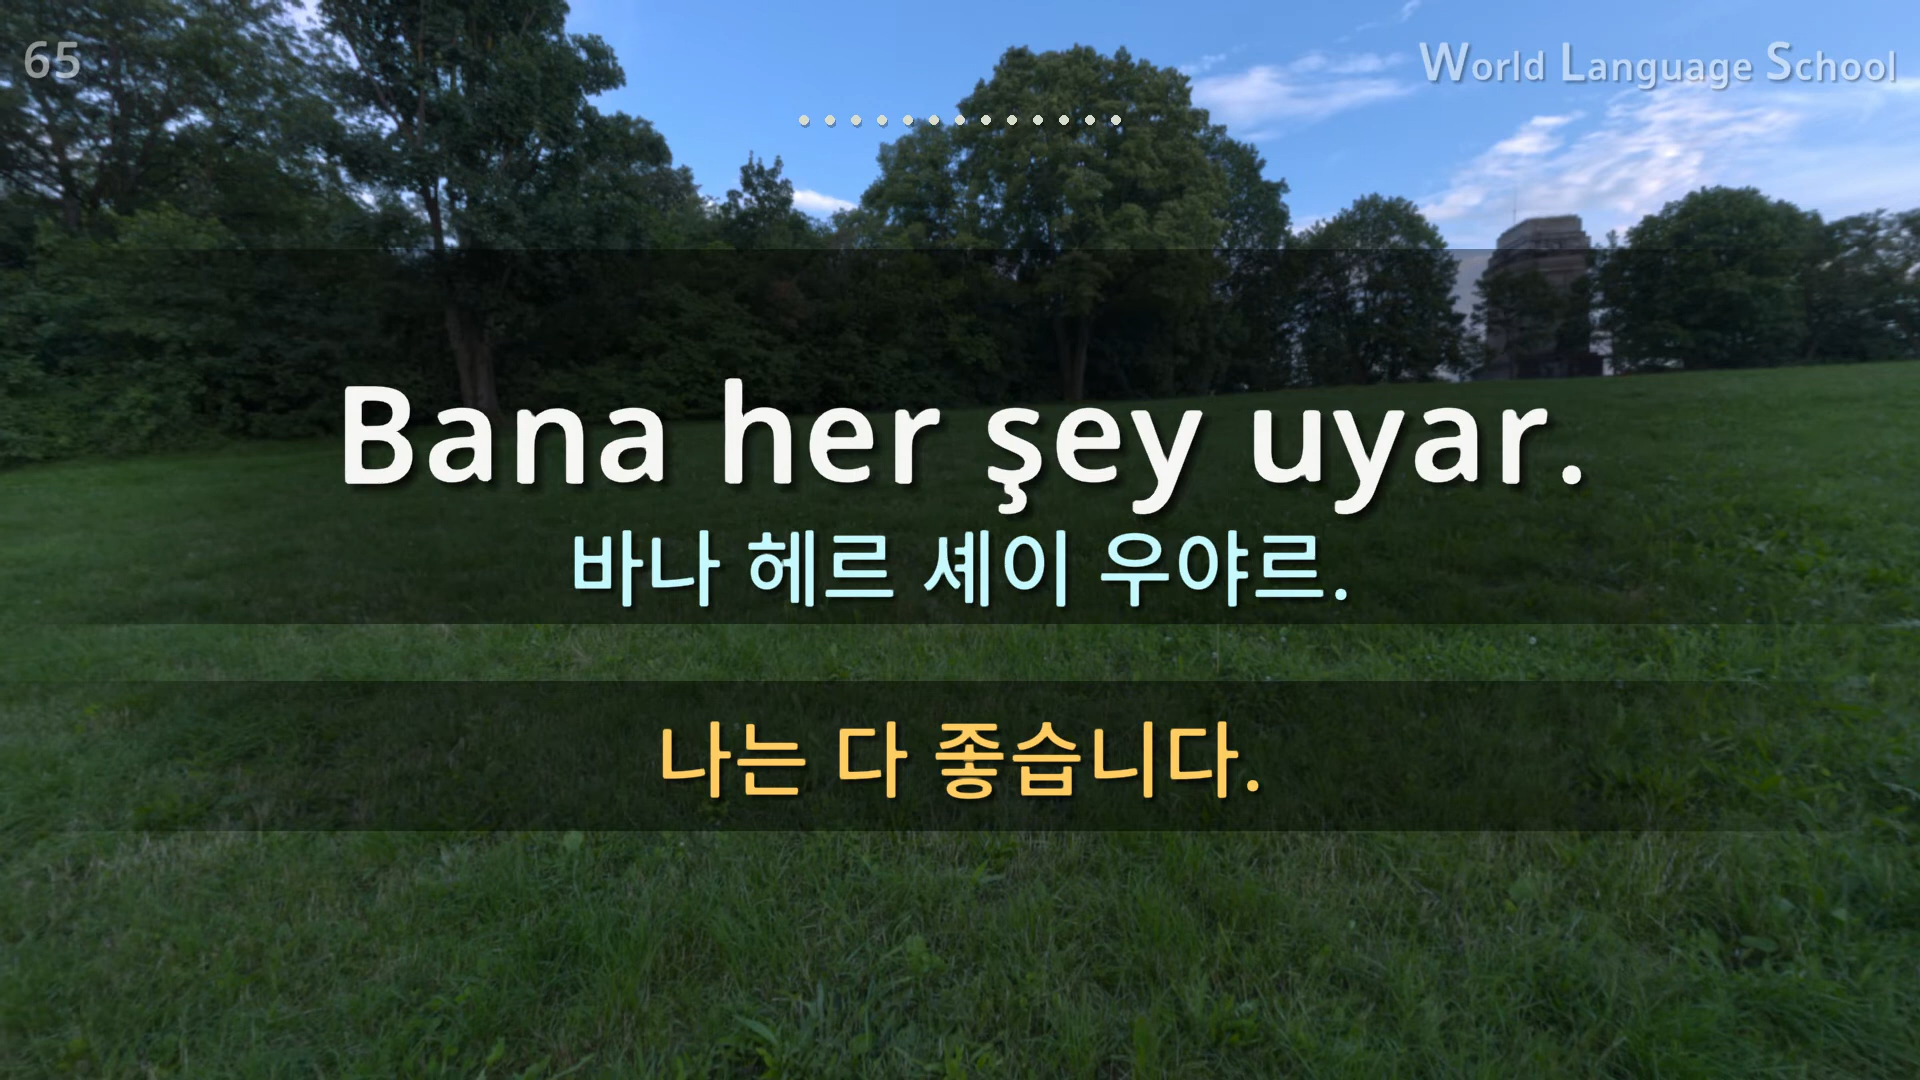 65
World Language School
Bana her şey uyar.
바나 헤르 셰이 우야르.
나는 다 좋습니다.